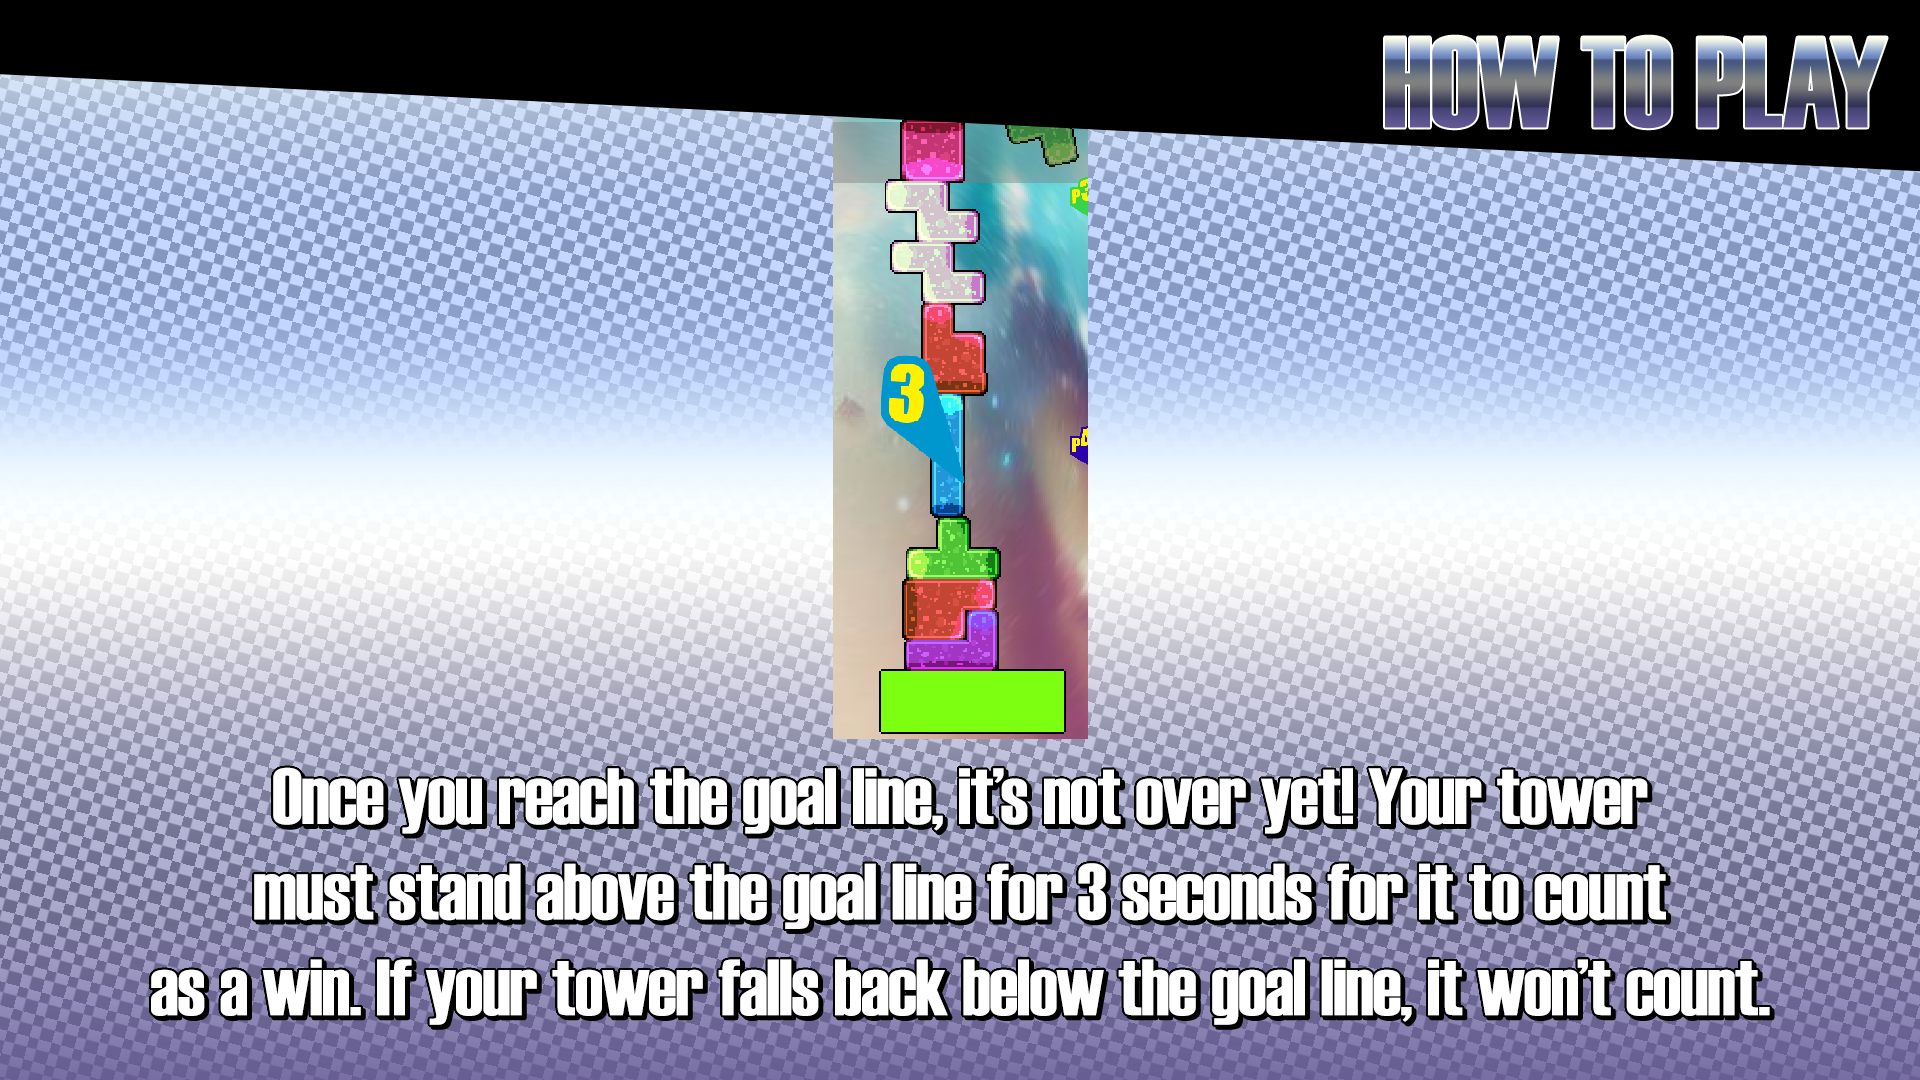 HOW TO PLAY
3
Once you reach the goal line, it's not over yet! Your tower
must stand above the goal line for 3 seconds for it to count
as a win. If your tower falls back below the goal line, it won't count.